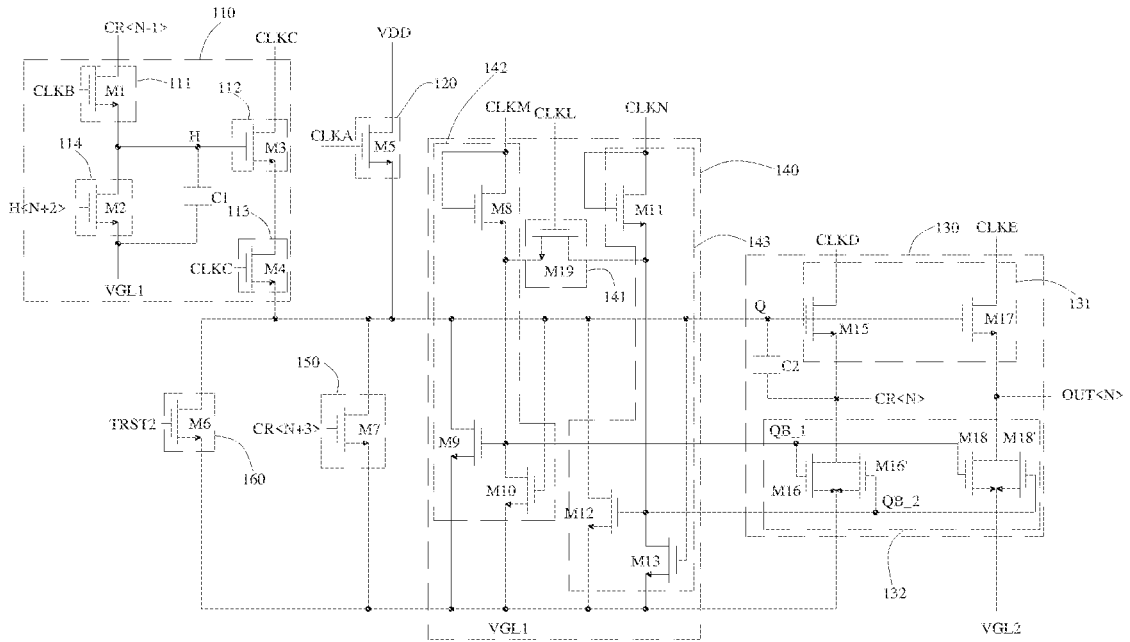 CR<N-1>
110
CLKC
VDD
142
CLKM
CLKL
CLKN
111
CLKB
M1
112
120
CLKA
M5
140
114
H
M3
M8
M11
143
H<N+2>
M2
C1
113
CLKD
130
CLKE
CLKC
M4
M19
141
131
VGL1
Q
M15
M17
C2
150
CR<N>
OUT<N>
TRST2
M6
CR<N+3>
M7
M9
QB_1
M18
M18'
160
M10
M16'
M16
M12
QB_2
M13
132
VGL1
VGL2